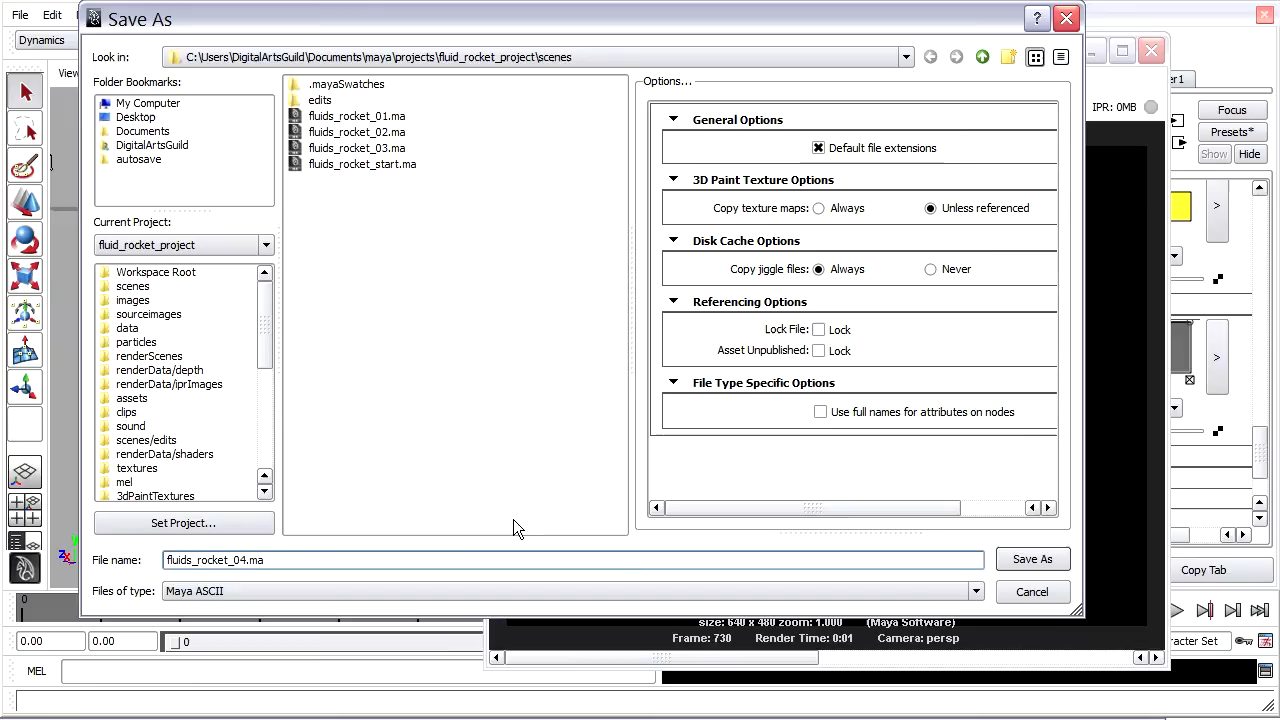 File Edit
Save As
Dynamics
View
Look in: C:\Users\DigitalArtsGuild\Documents\maya\projects\fluid_rocket_project\scenes
Folder Bookmarks:
My Computer
Desktop
Documents
DigitalArtsGuild
autosave
Current Project:
fluid_rocket_project
Workspace Root
scenes
images
sourceimages
data
particles
renderScenes
renderData/depth
renderData/iprImages
assets
clips
sound
scenes/edits
renderData/shaders
textures
mel
3dPaintTextures
Set Project...
.mayaSwatches
edits
fluids_rocket_01.ma
fluids_rocket_02.ma
fluids_rocket_03.ma
fluids_rocket_start.ma
Options...
General Options
Default file extensions
3D Paint Texture Options
Copy texture maps: Always Unless referenced
Disk Cache Options
Copy jiggle files: Always Never
Referencing Options
Lock File: Lock
Asset Unpublished: Lock
File Type Specific Options
Use full names for attributes on nodes
File name: fluids_rocket_04.ma
Save As
Files of type: Maya ASCII
Cancel
er1
IPR: 0MB
Focus
Presets*
Show Hide
Copy Tab
0
size: 640 x 480 zoom: 1.000 (Maya Software)
Frame: 730 Render Time: 0:01 Camera: persp
0.00 0.00 0
racter Set
MEL